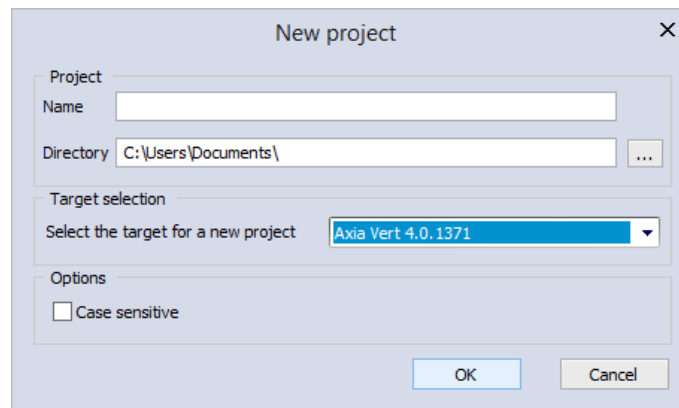 New project
Project
Name
Directory C:\Users\Documents\ ...
Target selection
Select the target for a new project Axia Vert 4.0.1371
Options
Case sensitive
OK Cancel